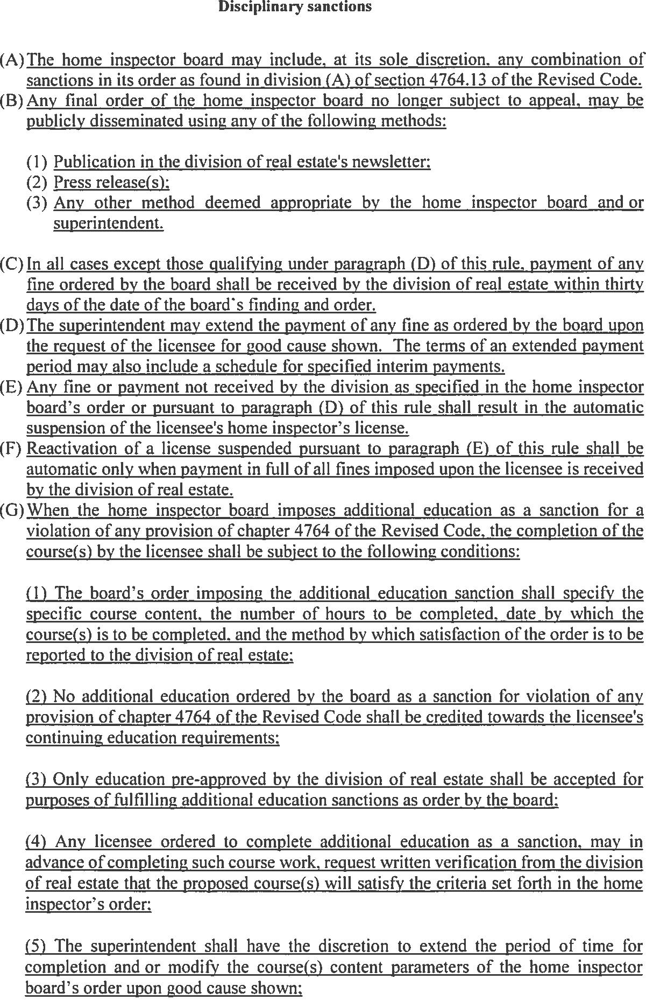 Disciplinary sanctions
(A) The home inspector board may include, at its sole discretion, any combination of
sanctions in its order as found in division (A) of section 4764.13 of the Revised Code.
(B) Any final order of the home inspector board no longer subject to appeal, may be
publicly disseminated using any of the following methods:
(1) Publication in the division of real estate's newsletter;
(2) Press release(s);
(3) Any other method deemed appropriate by the home inspector board and or
superintendent.
(C) In all cases except those qualifying under paragraph (D) of this rule, payment of any
fine ordered by the board shall be received by the division of real estate within thirty
days of the date of the board's finding and order.
(D) The superintendent may extend the payment of any fine as ordered by the board upon
the request of the licensee for good cause shown. The terms of an extended payment
period may also include a schedule for specified interim payments.
(E) Any fine or payment not received by the division as specified in the home inspector
board's order or pursuant to paragraph (D) of this rule shall result in the automatic
suspension of the licensee's home inspector's license.
(F) Reactivation of a license suspended pursuant to paragraph (E) of this rule shall be
automatic only when payment in full of all fines imposed upon the licensee is received
by the division of real estate.
(G) When the home inspector board imposes additional education as a sanction for a
violation of any provision of chapter 4764 of the Revised Code, the completion of the
course(s) by the licensee shall be subject to the following conditions:
(1) The board's order imposing the additional education sanction shall specify the
specific course content, the number of hours to be completed, date by which the
course(s) is to be completed, and the method by which satisfaction of the order is to be
reported to the division of real estate;
(2) No additional education ordered by the board as a sanction for violation of any
provision of chapter 4764 of the Revised Code shall be credited towards the licensee's
continuing education requirements;
(3) Only education pre-approved by the division of real estate shall be accepted for
purposes of fulfilling additional education sanctions as order by the board;
(4) Any licensee ordered to complete additional education as a sanction, may in
advance of completing such course work, request written verification from the division
of real estate that the proposed course(s) will satisfy the criteria set forth in the home
inspector's order;
(5) The superintendent shall have the discretion to extend the period of time for
completion and or modify the course(s) content parameters of the home inspector
board's order upon good cause shown;